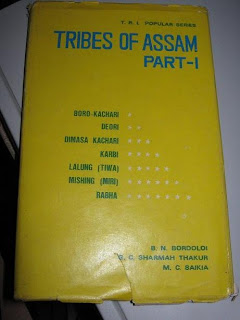 T. R. I. POPULAR SERIES
TRIBES OF ASSAM
PART-I
BORO-KACHARI *
DEORI * *
DIMASA KACHARI * * *
KARBI * * * *
LALUNG (TIWA) * * * * *
MISHING (MIRI) * * * * * *
RABHA * * * * * * *
B. N. BORDOLOI
G. C. SHARMAH THAKUR
M. C. SAIKIA